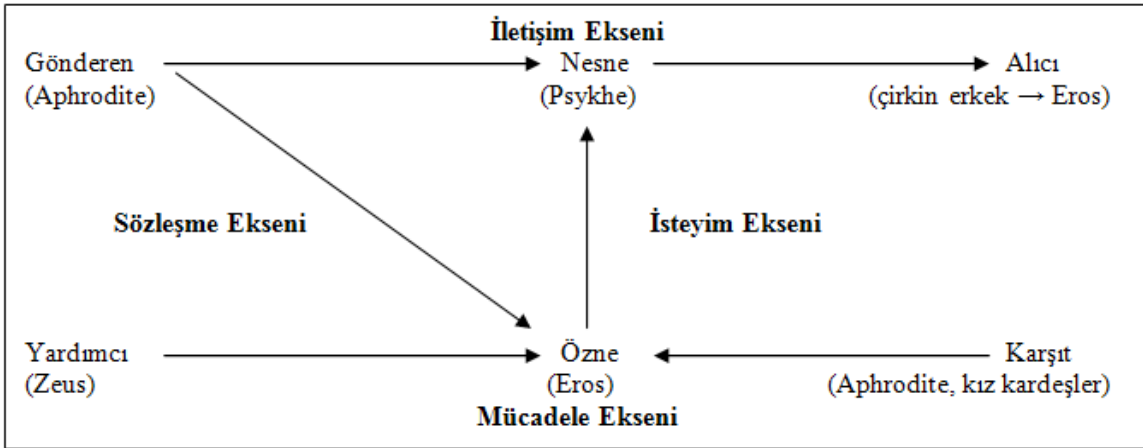 İletişim Ekseni
Gönderen Nesne Alıcı
(Aphrodite) (Psykhe) (çirkin erkek → Eros)
Sözleşme Ekseni İsteyim Ekseni
Yardımcı Özne Karşıt
(Zeus) (Eros) (Aphrodite, kız kardeşler)
Mücadele Ekseni